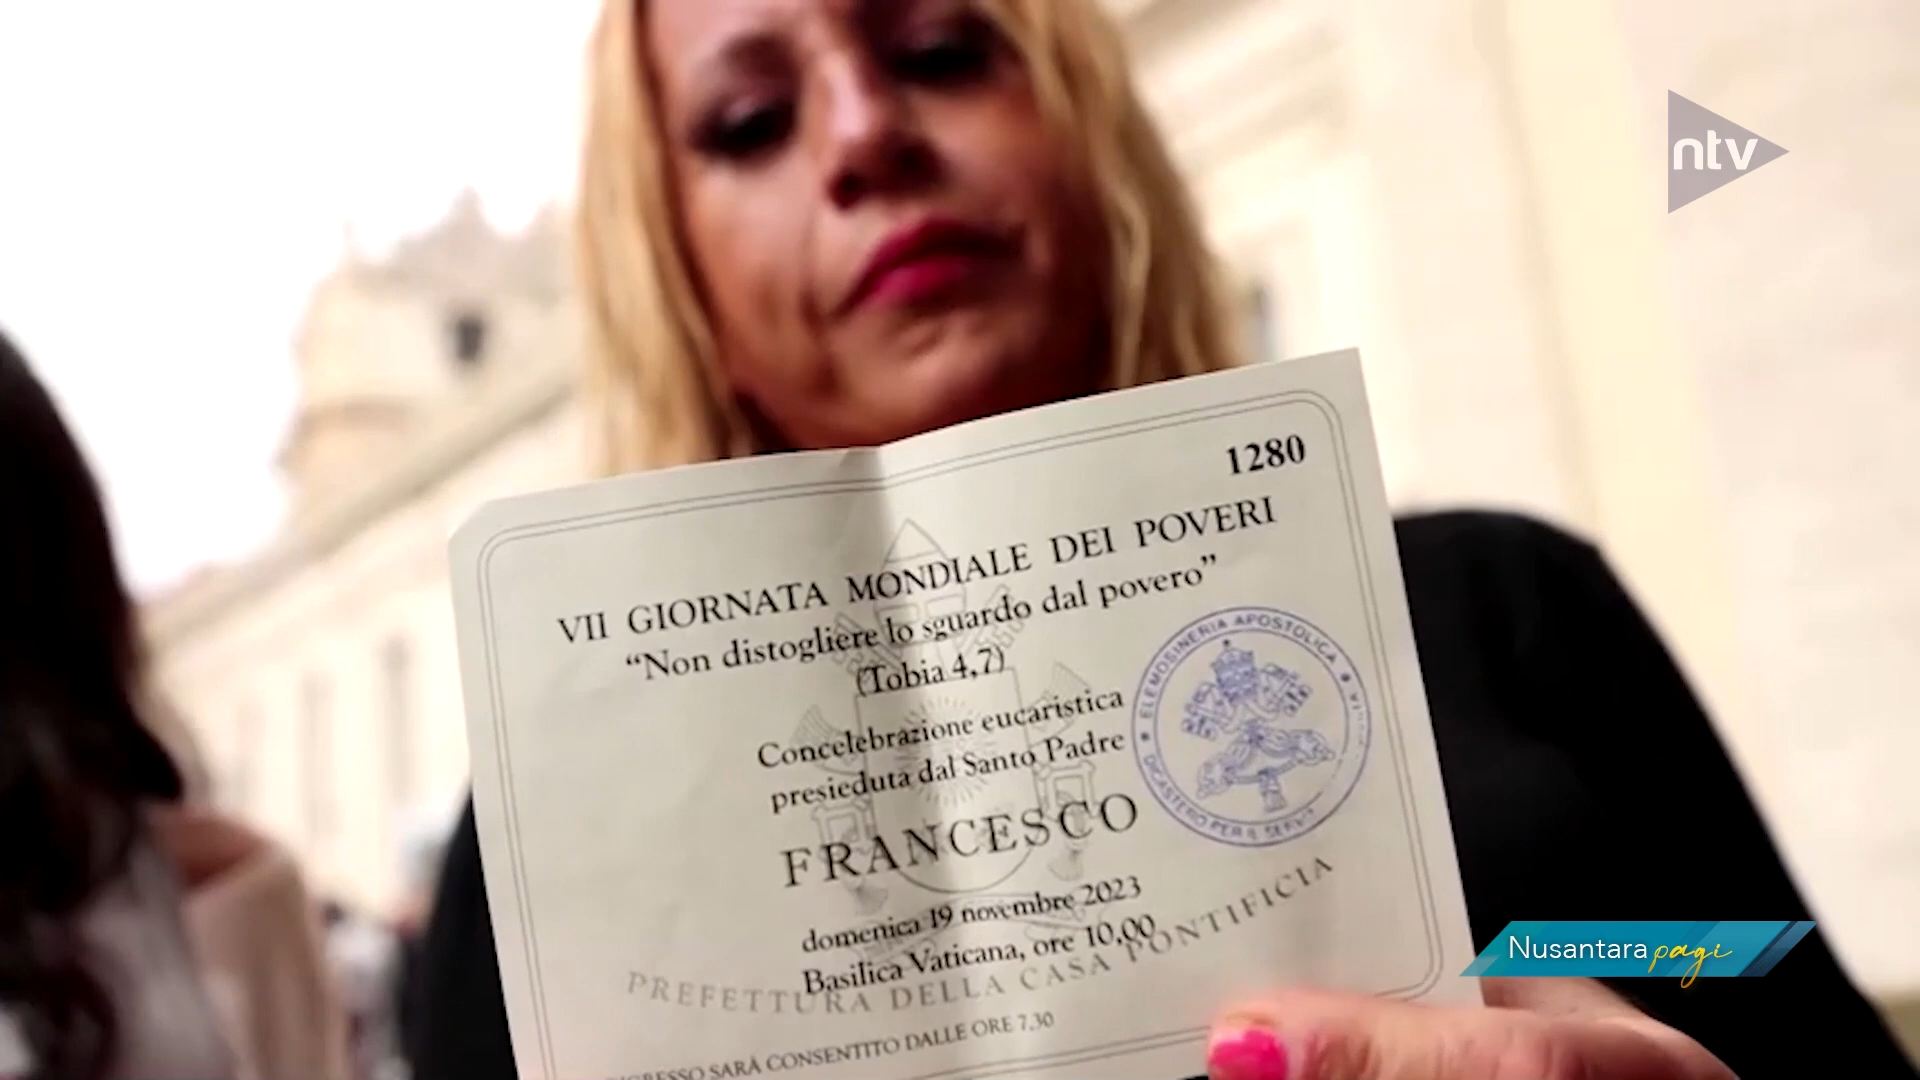 ntv
1280
VII GIORNATA MONDIALE DEI POVERI
“Non distogliere lo sguardo dal povero”
(Tobia 4,7)
Concelebrazione eucaristica
presieduta dal Santo Padre
FRANCESCO
domenica 19 novembre 2023
Basilica Vaticana, ore 10,00
PREFETTURA DELLA CASA PONTIFICIA
SARÀ CONSENTITO DALLE ORE 7,30
ELEMOSINERIA APOSTOLICA
DICASTERO PER IL
Nusantara pagi